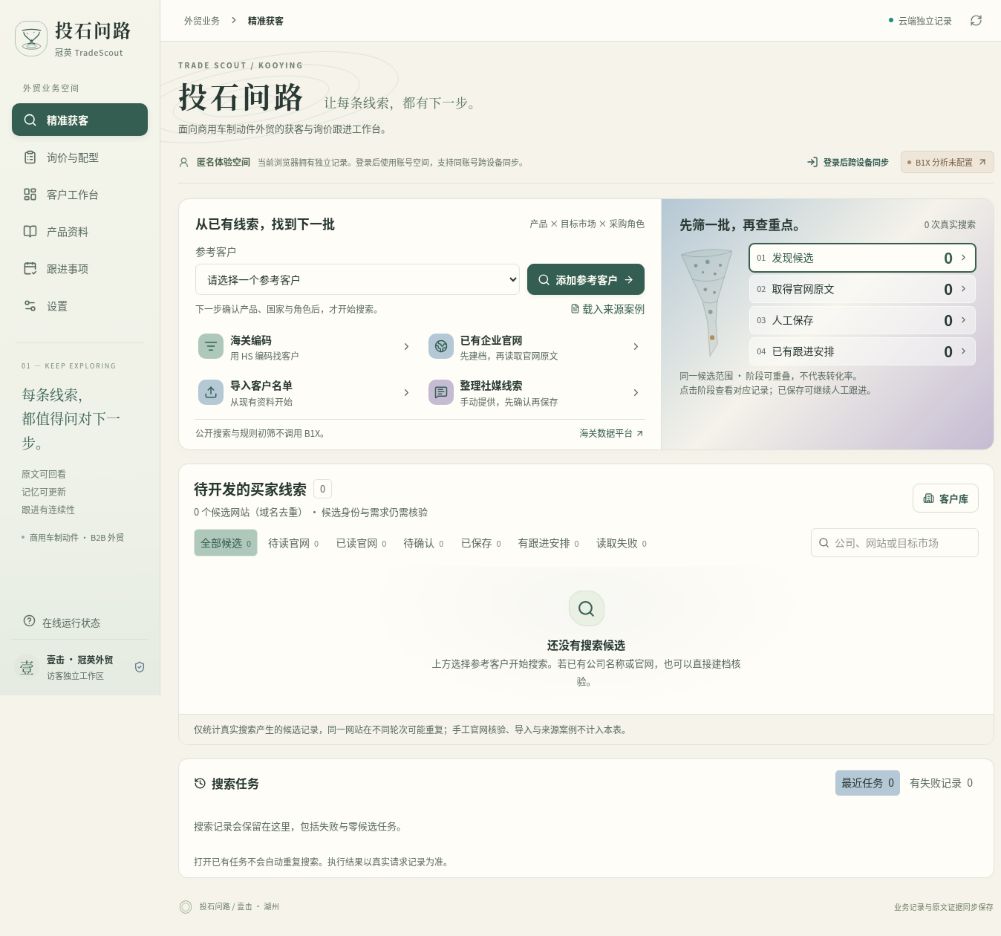 投石问路
冠英 TradeScout
外贸业务空间
精准获客
询价与配型
客户工作台
产品资料
跟进事项
设置
01 — KEEP EXPLORING
每条线索，
都值得问对下一
步。
原文可回看
记忆可更新
跟进有连续性
商用车制动件 · B2B 外贸
在线运行状态
壹
壹击 · 冠英外贸
访客独立工作区
外贸业务 > 精准获客
云端独立记录
TRADE SCOUT / KOOYING
投石问路 让每条线索，都有下一步。
面向商用车制动件外贸的获客与询价跟进工作台。
匿名体验空间 当前浏览器拥有独立记录。登录后使用账号空间，支持同账号跨设备同步。
登录后跨设备同步
B1X 分析未配置
从已有线索，找到下一批
产品 × 目标市场 × 采购角色
参考客户
请选择一个参考客户
添加参考客户
下一步确认产品、国家与角色后，才开始搜索。
载入来源案例
海关编码
用 HS 编码找客户
已有企业官网
先建档，再读取官网原文
导入客户名单
从现有资料开始
整理社媒线索
手动提供，先确认再保存
公开搜索与规则初筛不调用 B1X。
海关数据平台
先筛一批，再查重点。
0 次真实搜索
01 发现候选 0
02 取得官网原文 0
03 人工保存 0
04 已有跟进安排 0
同一候选范围 · 阶段可重叠，不代表转化率。
点击阶段查看对应记录；已保存可继续人工跟进。
待开发的买家线索 0
0 个候选网站（域名去重） · 候选身份与需求仍需核验
客户库
全部候选 0 待读官网 0 已读官网 0 待确认 0 已保存 0 有跟进安排 0 读取失败 0
公司、网站或目标市场
还没有搜索候选
上方选择参考客户开始搜索。若已有公司名称或官网，也可以直接建档核
验。
仅统计真实搜索产生的候选记录，同一网站在不同轮次可能重复；手工官网核验、导入与来源案例不计入本表。
搜索任务
最近任务 0 有失败记录 0
搜索记录会保留在这里，包括失败与零候选任务。
打开已有任务不会自动重复搜索。执行结果以真实请求记录为准。
投石问路 / 壹击 · 湖州
业务记录与原文证据同步保存